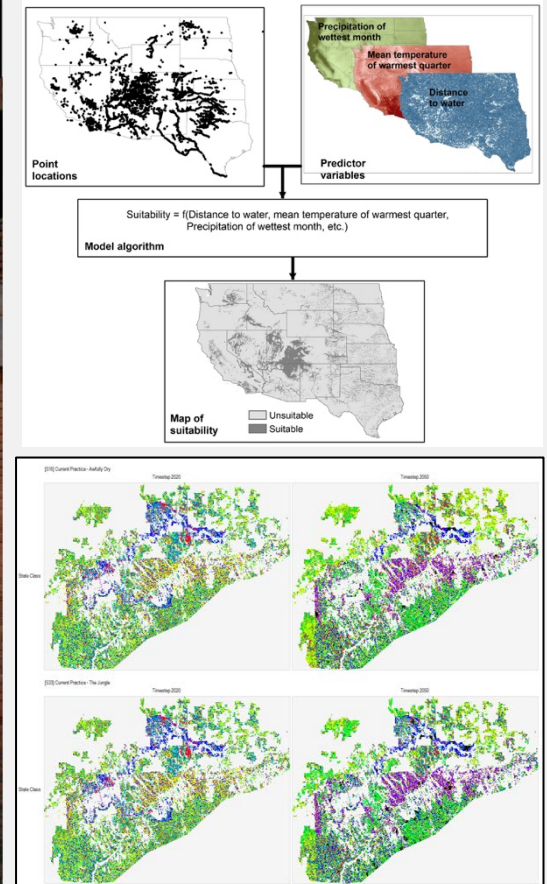 Precipitation of
wettest month
Mean temperature
of warmest quarter
Distance
to water
Point
locations
Predictor
variables
Suitability = f(Distance to water, mean temperature of warmest quarter,
Precipitation of wettest month, etc.)
Model algorithm
Map of
suitability
Unsuitable
Suitable
Current Practice - Awfully Dry
Timestep 2020
Timestep 2050
State Class
Current Practice - The Jungle
Timestep 2020
Timestep 2050
State Class